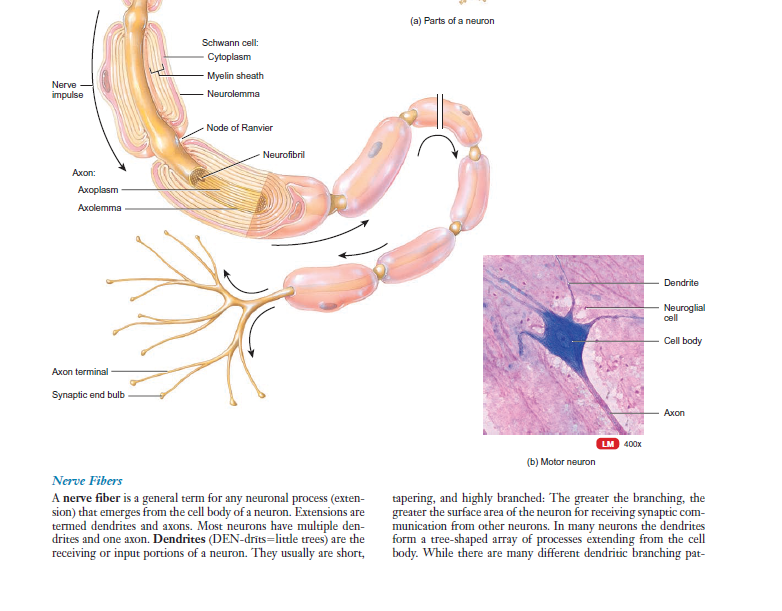 (a) Parts of a neuron
Schwann cell:
Cytoplasm
Myelin sheath
Nerve
impulse
Neurolemma
Node of Ranvier
Neurofibril
Axon:
Axoplasm
Axolemma
Dendrite
Neuroglial
cell
Cell body
Axon terminal
Synaptic end bulb
Axon
LM 400x
(b) Motor neuron
Nerve Fibers
A nerve fiber is a general term for any neuronal process (exten-
sion) that emerges from the cell body of a neuron. Extensions are
termed dendrites and axons. Most neurons have multiple den-
drites and one axon. Dendrites (DEN-drīts=little trees) are the
receiving or input portions of a neuron. They usually are short,
tapering, and highly branched: The greater the branching, the
greater the surface area of the neuron for receiving synaptic com-
munication from other neurons. In many neurons the dendrites
form a tree-shaped array of processes extending from the cell
body. While there are many different dendritic branching pat-